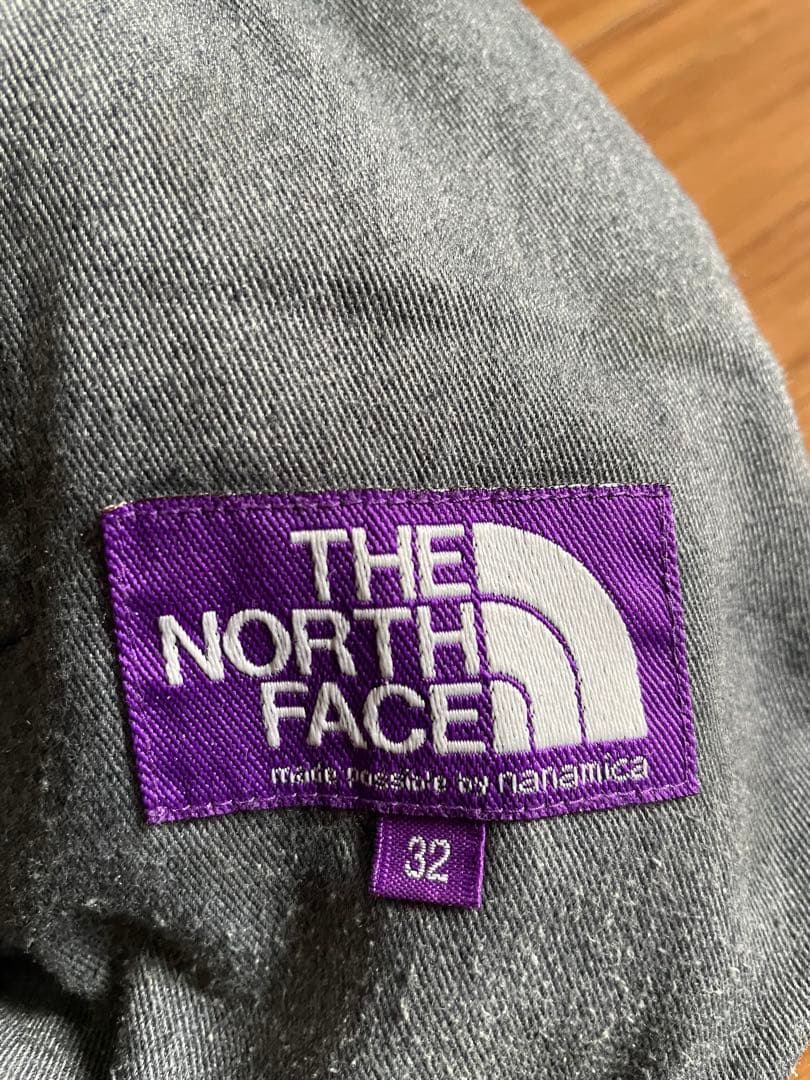 THE
NORTH
FACE
made possible by nanamica
32